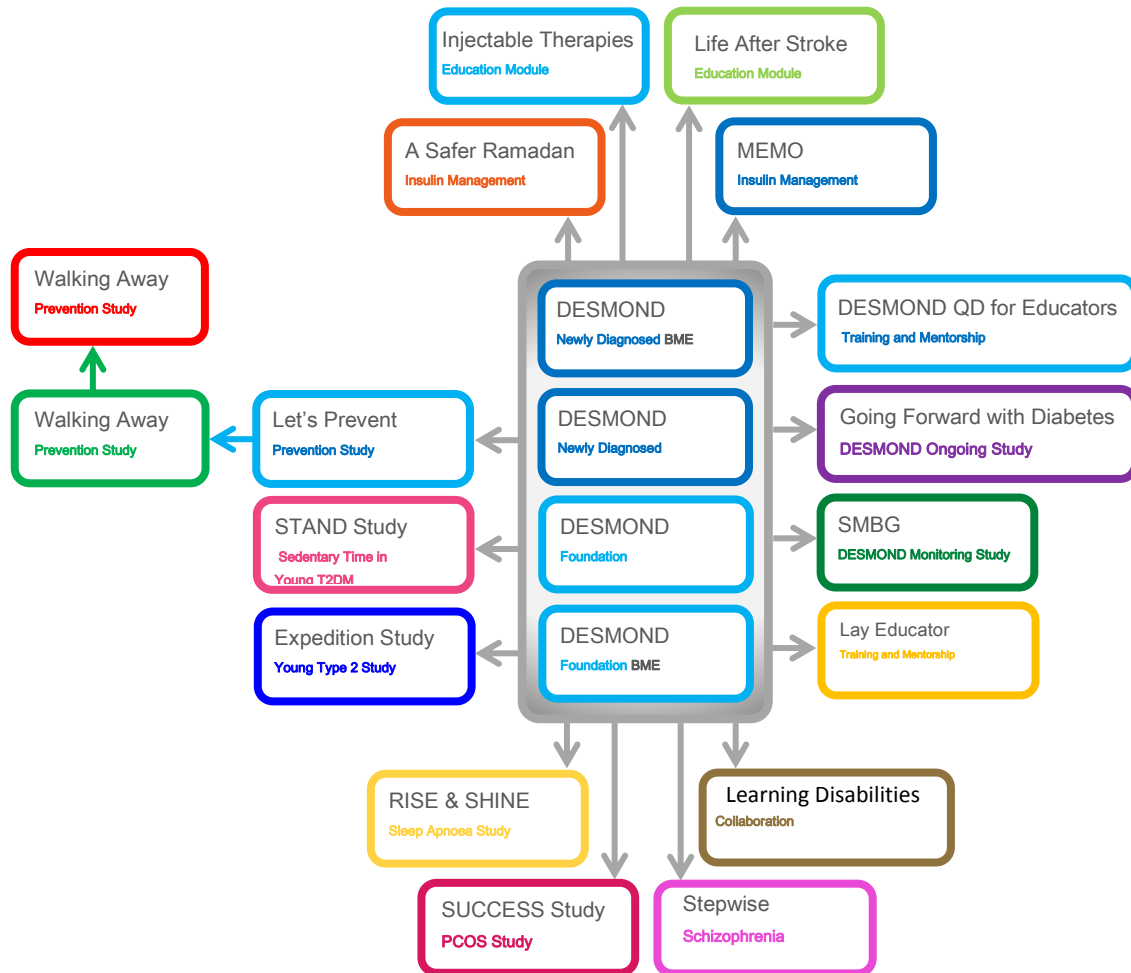 Injectable Therapies
Education Module
Life After Stroke
Education Module
A Safer Ramadan
Insulin Management
MEMO
Insulin Management
Walking Away
Prevention Study
DESMOND
Newly Diagnosed BME
DESMOND QD for Educators
Training and Mentorship
Walking Away
Prevention Study
Let's Prevent
Prevention Study
DESMOND
Newly Diagnosed
Going Forward with Diabetes
DESMOND Ongoing Study
STAND Study
Sedentary Time in
Young T2DM
DESMOND
Foundation
SMBG
DESMOND Monitoring Study
Expedition Study
Young Type 2 Study
DESMOND
Foundation BME
Lay Educator
Training and Mentorship
RISE & SHINE
Sleep Apnoea Study
Learning Disabilities
Collaboration
SUCCESS Study
PCOS Study
Stepwise
Schizophrenia